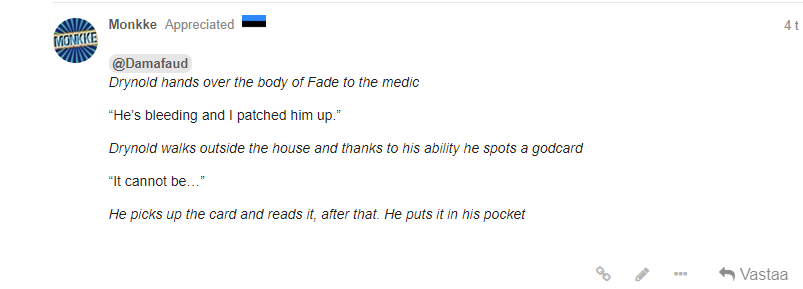 Monkke Appreciated 4 t
MONKKE
@Damafaud
Drynold hands over the body of Fade to the medic
“He’s bleeding and I patched him up.”
Drynold walks outside the house and thanks to his ability he spots a godcard
“It cannot be…”
He picks up the card and reads it, after that. He puts it in his pocket
Vastaa